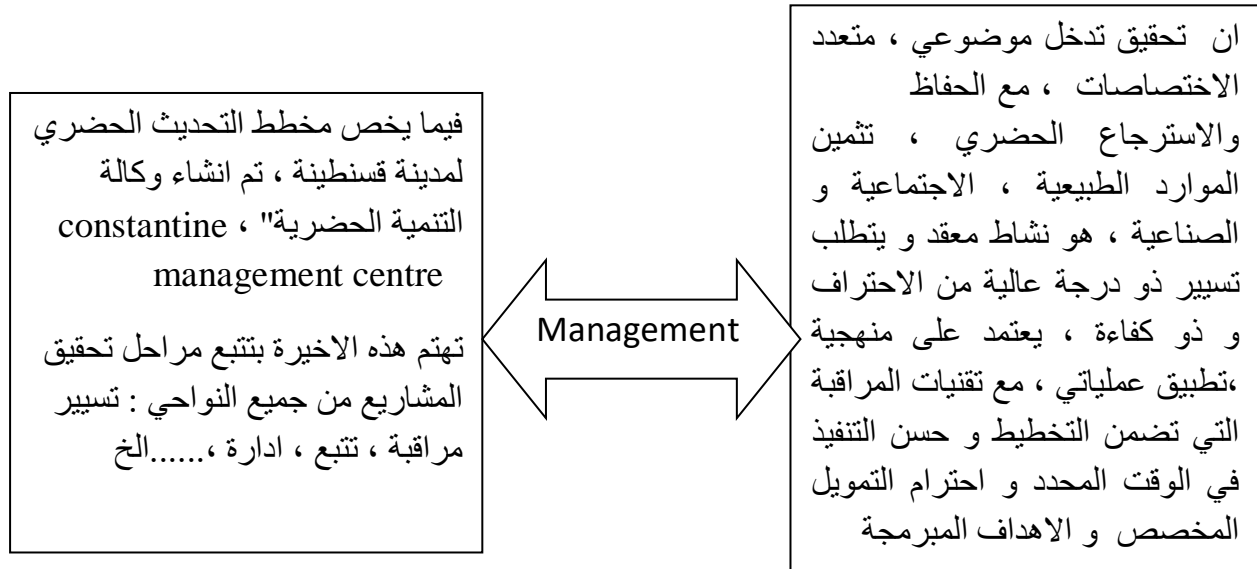 ان تحقيق تدخل موضوعي ، متعدد
الاختصاصات ، مع الحفاظ
والاسترجاع الحضري ، تثمين
الموارد الطبيعية ، الاجتماعية و
الصناعية ، هو نشاط معقد و يتطلب
تسيير ذو درجة عالية من الاحتراف
و ذو كفاءة ، يعتمد على منهجية
،تطبيق عملياتي ، مع تقنيات المراقبة
التي تضمن التخطيط و حسن التنفيذ
في الوقت المحدد و احترام التمويل
المخصص و الاهداف المبرمجة
Management
فيما يخص مخطط التحديث الحضري
لمدينة قسنطينة ، تم انشاء وكالة
التنمية الحضرية" ، constantine
management centre
تهتم هذه الاخيرة بتتبع مراحل تحقيق
المشاريع من جميع النواحي : تسيير
مراقبة ، تتبع ، ادارة ،......الخ